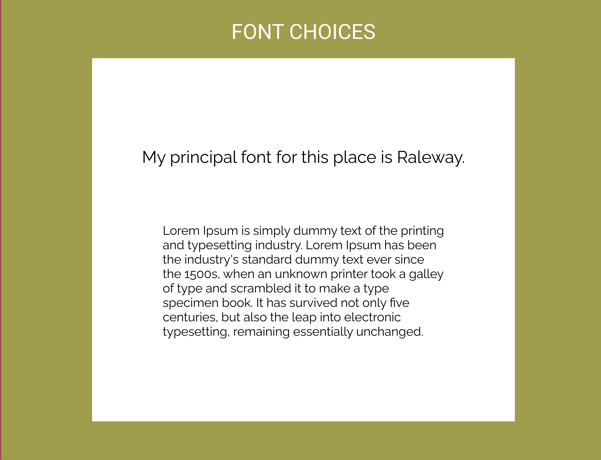 FONT CHOICES
My principal font for this place is Raleway.
Lorem Ipsum is simply dummy text of the printing
and typesetting industry. Lorem Ipsum has been
the industry's standard dummy text ever since
the 1500s, when an unknown printer took a galley
of type and scrambled it to make a type
specimen book. It has survived not only five
centuries, but also the leap into electronic
typesetting, remaining essentially unchanged.